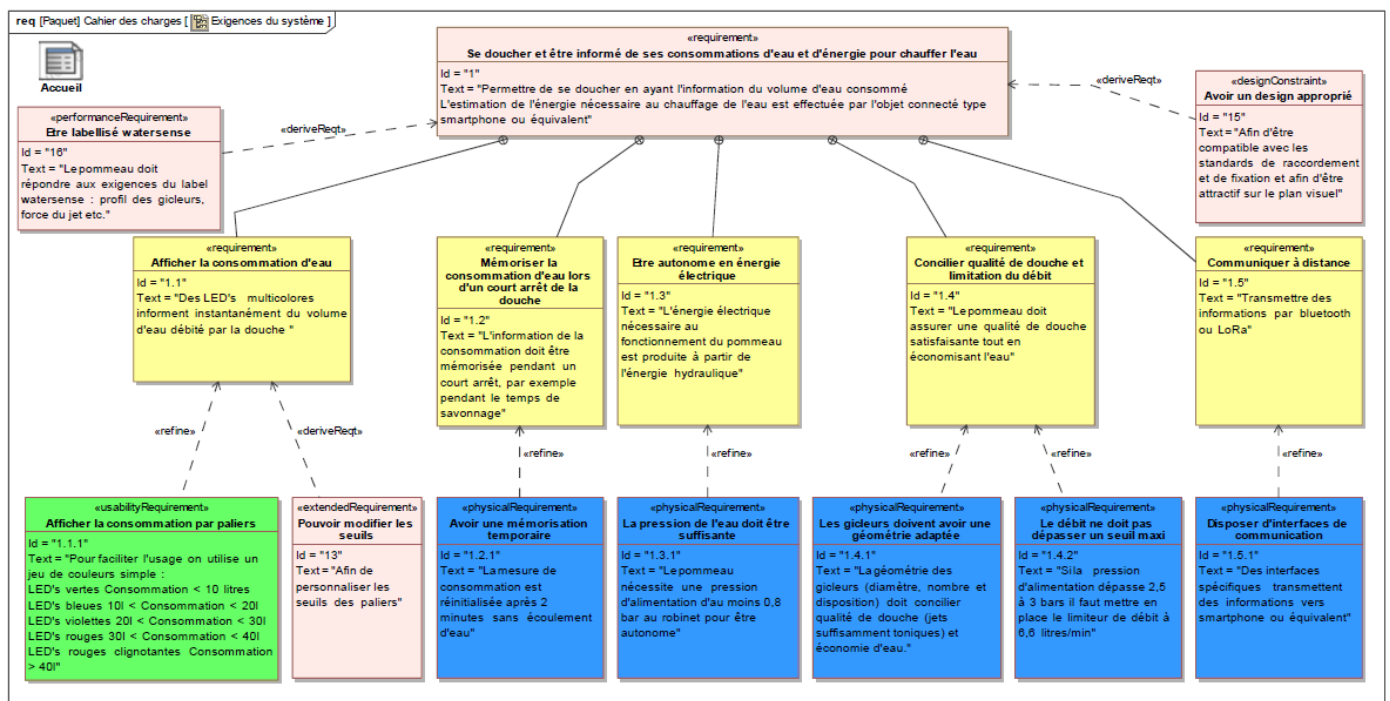 req [Paquet] Cahier des charges [ Exigences du système ]
Accueil
«requirement»
Se doucher et être informé de ses consommations d'eau et d'énergie pour chauffer l'eau
Id = "1"
Text = "Permettre de se doucher en ayant l'information du volume d'eau consommé
L'estimation de l'énergie nécessaire au chauffage de l'eau est effectuée par l'objet connecté type
smartphone ou équivalent"
«deriveReqt»
«designConstraint»
Avoir un design approprié
Id = "15"
Text = "Afin d'être
compatible avec les
standards de raccordement
et de fixation et afin d'être
attractif sur le plan visuel"
«performanceRequirement»
Etre labellisé watersense
Id = "16"
Text = "Le pommeau doit
répondre aux exigences du label
watersense : profil des gicleurs,
force du jet etc."
«deriveReqt»
«requirement»
Afficher la consommation d'eau
Id = "1.1"
Text = "Des LED's multicolores
informent instantanément du volume
d'eau débité par la douche "
«requirement»
Mémoriser la
consommation d'eau lors
d'un court arrêt de la
douche
Id = "1.2"
Text = "L'information de la
consommation doit être
mémorisée pendant un
court arrêt, par exemple
pendant le temps de
savonnage"
«requirement»
Etre autonome en énergie
électrique
Id = "1.3"
Text = "L'énergie électrique
nécessaire au
fonctionnement du pommeau
est produite à partir de
l'énergie hydraulique"
«requirement»
Concilier qualité de douche et
limitation du débit
Id = "1.4"
Text = "Le pommeau doit
assurer une qualité de douche
satisfaisante tout en
économisant l'eau"
«requirement»
Communiquer à distance
Id = "1.5"
Text = "Transmettre des
informations par bluetooth
ou LoRa"
«refine»
«deriveReqt»
«refine»
«refine»
«refine»
«refine»
«refine»
«usabilityRequirement»
Afficher la consommation par paliers
Id = "1.1.1"
Text = "Pour faciliter l'usage on utilise un
jeu de couleurs simple :
LED's vertes Consommation < 10 litres
LED's bleues 10l < Consommation < 20l
LED's violettes 20l < Consommation < 30l
LED's rouges 30l < Consommation < 40l
LED's rouges clignotantes Consommation
> 40l"
«extendedRequirement»
Pouvoir modifier les
seuils
Id = "13"
Text = "Afin de
personnaliser les
seuils des paliers"
«physicalRequirement»
Avoir une mémorisation
temporaire
Id = "1.2.1"
Text = "La mesure de
consommation est
réinitialisée après 2
minutes sans écoulement
d'eau"
«physicalRequirement»
La pression de l'eau doit être
suffisante
Id = "1.3.1"
Text = "Le pommeau
nécessite une pression
d'alimentation d'au moins 0,8
bar au robinet pour être
autonome"
«physicalRequirement»
Les gicleurs doivent avoir une
géométrie adaptée
Id = "1.4.1"
Text = "La géométrie des
gicleurs (diamètre, nombre et
disposition) doit concilier
qualité de douche (jets
suffisamment toniques) et
économie d'eau."
«physicalRequirement»
Le débit ne doit pas
dépasser un seuil maxi
Id = "1.4.2"
Text = "Si la pression
d'alimentation dépasse 2,5
à 3 bars il faut mettre en
place le limiteur de débit à
6,6 litres/min"
«physicalRequirement»
Disposer d'interfaces de
communication
Id = "1.5.1"
Text = "Des interfaces
spécifiques transmettent
des informations vers
smartphone ou équivalent"